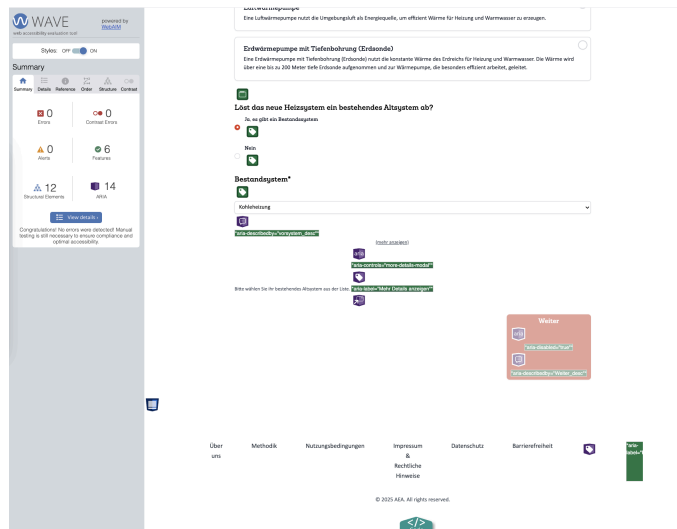 WAVE
powered by
WebAIM
web accessibility evaluation tool
Styles: OFF ON
Summary
Summary Details Reference Order Structure Contrast
0
Errors
0
Contrast Errors
0
Alerts
6
Features
12
Structural Elements
14
ARIA
View details ›
Congratulations! No errors were detected! Manual testing is still necessary to ensure compliance and optimal accessibility.
Luftwärmepumpe
Eine Luftwärmepumpe nutzt die Umgebungsluft als Energiequelle, um effizient Wärme für Heizung und Warmwasser zu erzeugen.
Erdwärmepumpe mit Tiefenbohrung (Erdsonde)
Eine Erdwärmepumpe mit Tiefenbohrung (Erdsonde) nutzt die konstante Wärme des Erdreichs für Heizung und Warmwasser. Die Wärme wird
über eine bis zu 200 Meter tiefe Erdsonde aufgenommen und zur Wärmepumpe, die besonders effizient arbeitet, geleitet.
Löst das neue Heizsystem ein bestehendes Altsystem ab?
Ja, es gibt ein Bestandssystem
Nein
Bestandsystem*
Kohleheizung
*aria-describedby="vorsystem_desc"*
(mehr anzeigen)
aria
*aria-controls="more-details-modal"*
Bitte wählen Sie Ihr bestehendes Altsystem aus der Liste. *aria-label="Mehr Details anzeigen"*
Weiter
aria
*aria-disabled="true"*
*aria-describedby="Weiter_desc"*
Über
uns
Methodik
Nutzungsbedingungen
Impressum
&
Rechtliche
Hinweise
Datenschutz
Barrierefreiheit
*aria-
© 2025 AEA. All rights reserved.
</>